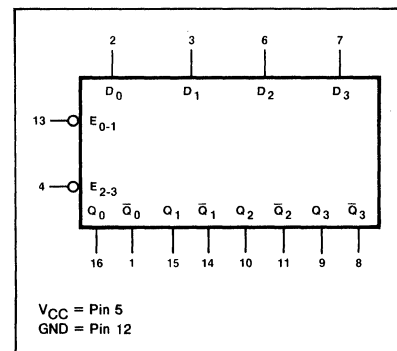 2 3 6 7
D0 D1 D2 D3
13 E0-1
4 E2-3
Q0 Q̅0 Q1 Q̅1 Q2 Q̅2 Q3 Q̅3
16 1 15 14 10 11 9 8
VCC = Pin 5
GND = Pin 12